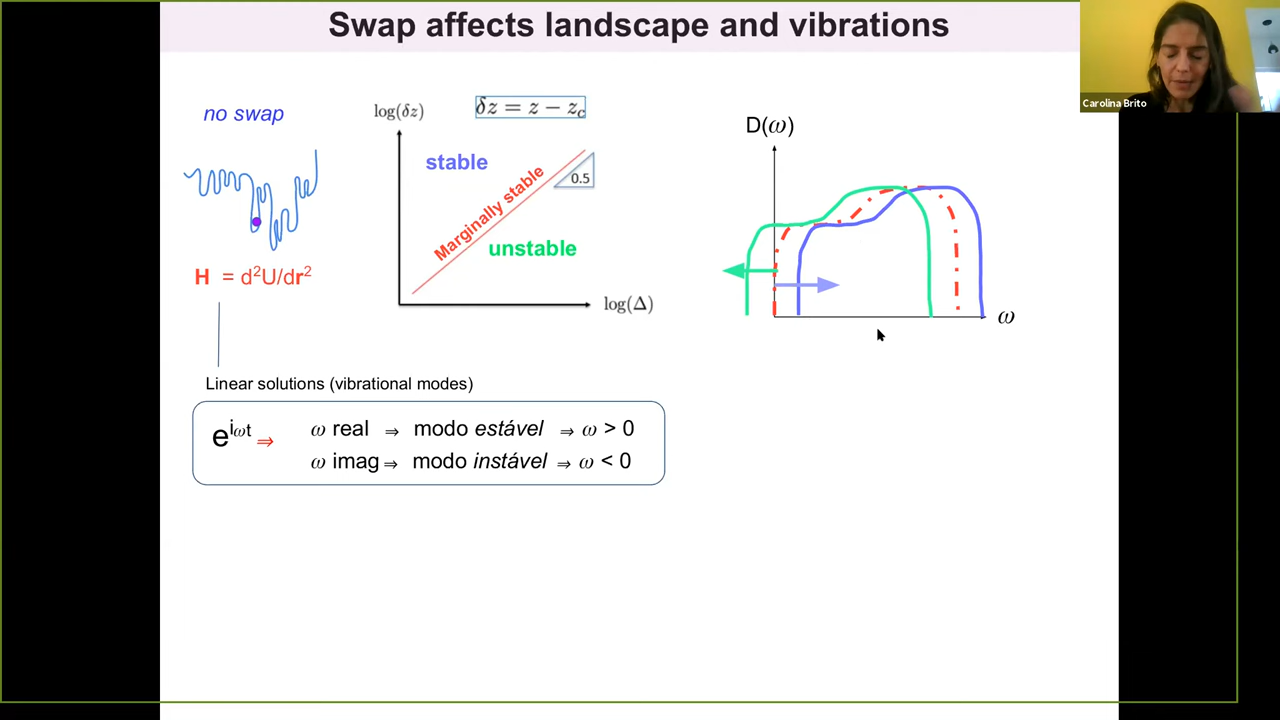 Swap affects landscape and vibrations
Carolina Brito
no swap
log(δz)
δz = z − z_c
stable
Marginally stable
0.5
unstable
log(Δ)
D(ω)
ω
H = d²U/dr²
Linear solutions (vibrational modes)
e^iωt ⇒
ω real ⇒ modo estável ⇒ ω > 0
ω imag ⇒ modo instável ⇒ ω < 0